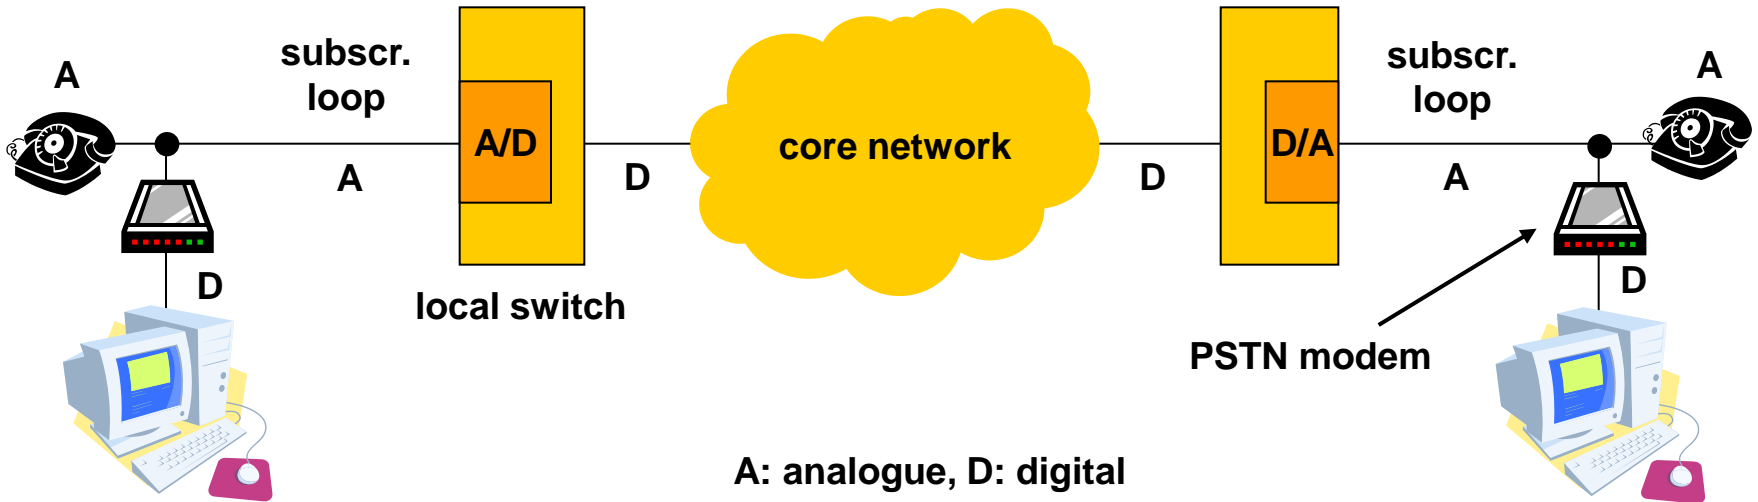 A
subscr.
loop
A/D
A
D
D
local switch
core network
D
D/A
subscr.
loop
A
A
D
PSTN modem
A: analogue, D: digital